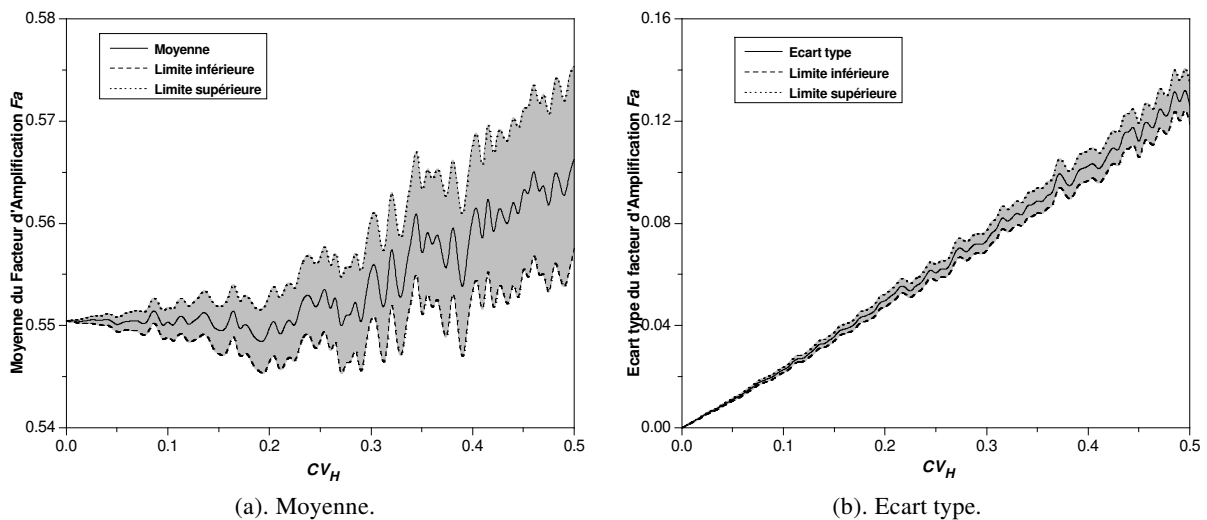 0.58
0.57
0.56
0.55
0.54
Moyenne du Facteur d'Amplification Fa
Moyenne
Limite inférieure
Limite supérieure
0.0 0.1 0.2 0.3 0.4 0.5
CV_H
(a). Moyenne.
0.16
0.12
0.08
0.04
0.00
Ecart type du facteur d'Amplification Fa
Ecart type
Limite inférieure
Limite supérieure
0.0 0.1 0.2 0.3 0.4 0.5
CV_H
(b). Ecart type.